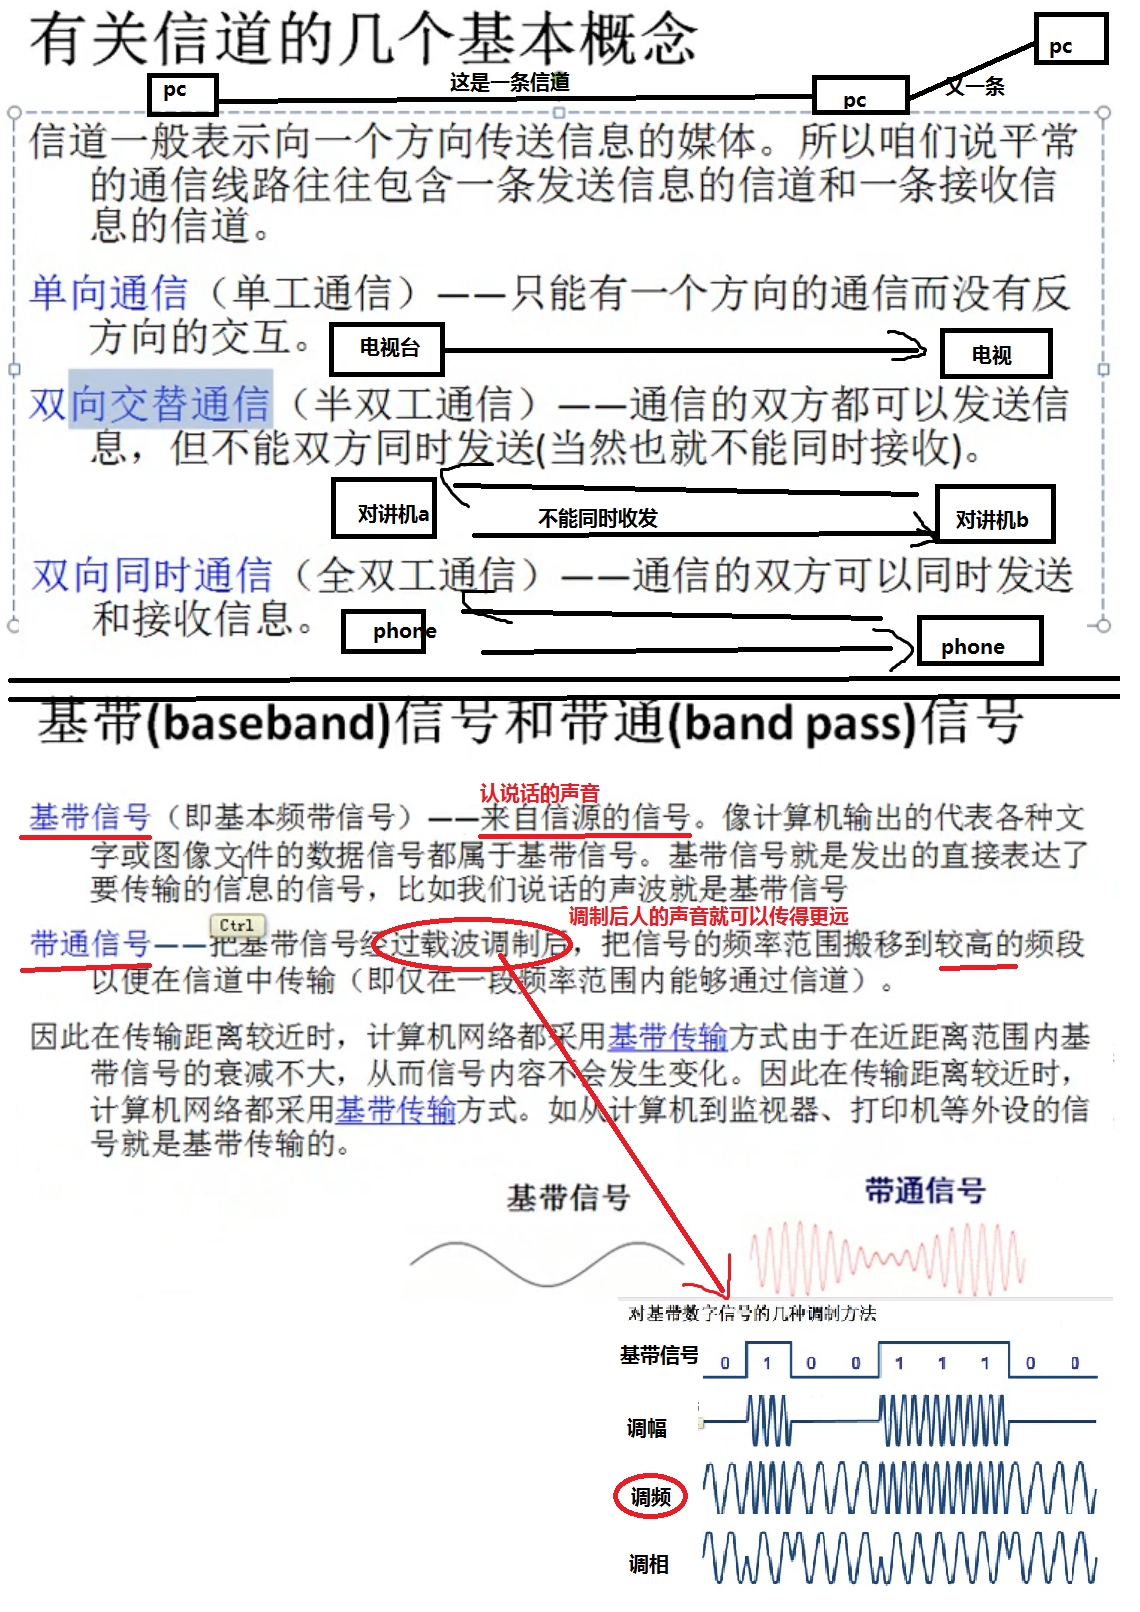 有关信道的几个基本概念
pc
pc
这是一条信道
pc
又一条
信道一般表示向一个方向传送信息的媒体。所以咱们说平常
的通信线路往往包含一条发送信息的信道和一条接收信
息的信道。
单向通信（单工通信）——只能有一个方向的通信而没有反
方向的交互。
电视台
电视
双向交替通信（半双工通信）——通信的双方都可以发送信
息，但不能双方同时发送(当然也就不能同时接收)。
对讲机a
不能同时收发
对讲机b
双向同时通信（全双工通信）——通信的双方可以同时发送
和接收信息。
phone
phone
基带(baseband)信号和带通(band pass)信号
认说话的声音
基带信号（即基本频带信号）——来自信源的信号。像计算机输出的代表各种文
字或图像文件的数据信号都属于基带信号。基带信号就是发出的直接表达了
要传输的信息的信号，比如我们说话的声波就是基带信号
Ctrl
调制后人的声音就可以传得更远
带通信号——把基带信号经过载波调制后，把信号的频率范围搬移到较高的频段
以便在信道中传输（即仅在一段频率范围内能够通过信道）。
因此在传输距离较近时，计算机网络都采用基带传输方式由于在近距离范围内基
带信号的衰减不大，从而信号内容不会发生变化。因此在传输距离较近时，
计算机网络都采用基带传输方式。如从计算机到监视器、打印机等外设的信
号就是基带传输的。
基带信号
带通信号
对基带数字信号的几种调制方法
基带信号
0 1 0 0 1 1 1 0 0
调幅
调频
调相